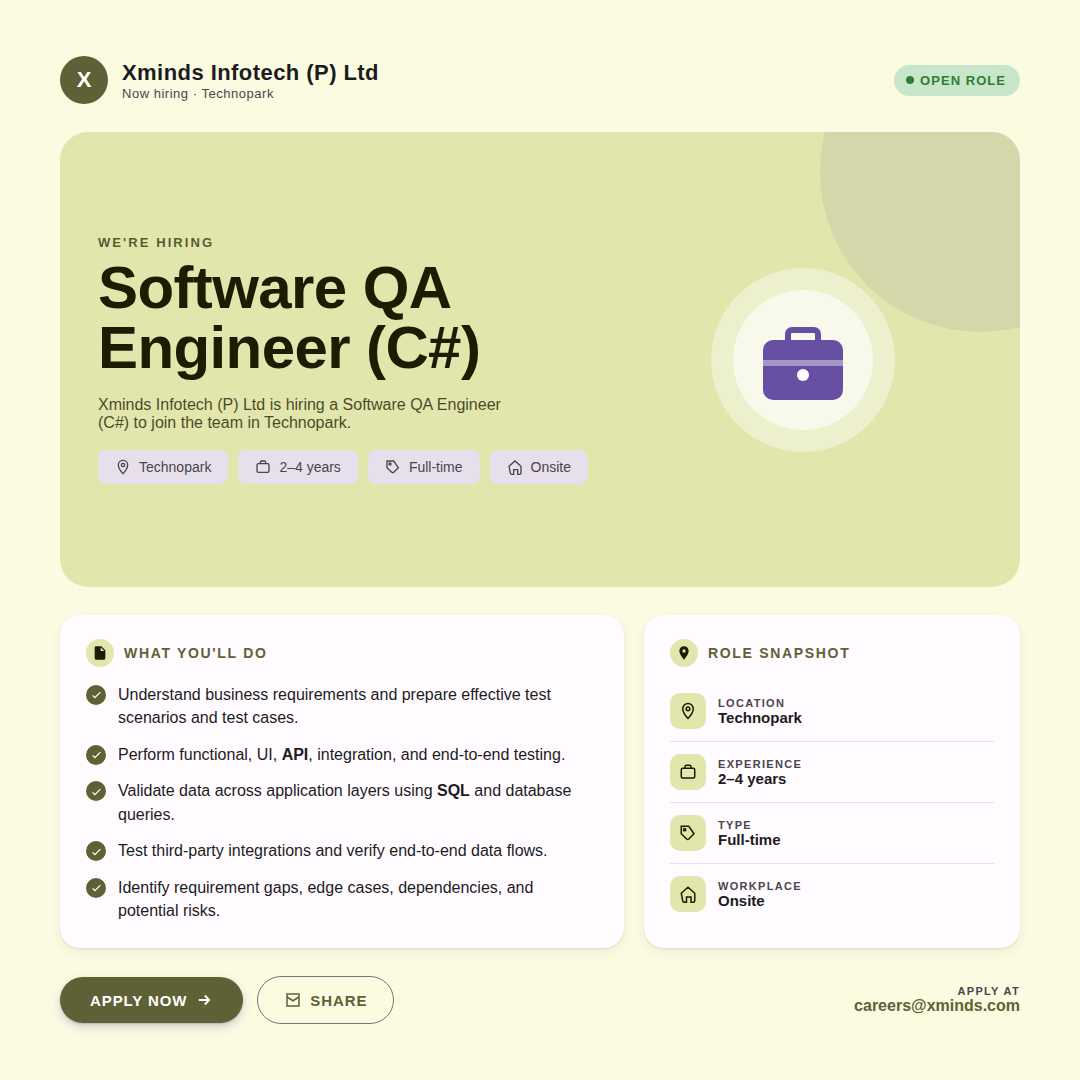 X
Xminds Infotech (P) Ltd
Now hiring · Technopark
OPEN ROLE
WE'RE HIRING
Software QA
Engineer (C#)
Xminds Infotech (P) Ltd is hiring a Software QA Engineer
(C#) to join the team in Technopark.
Technopark
2–4 years
Full-time
Onsite
WHAT YOU'LL DO
Understand business requirements and prepare effective test
scenarios and test cases.
Perform functional, UI, API, integration, and end-to-end testing.
Validate data across application layers using SQL and database
queries.
Test third-party integrations and verify end-to-end data flows.
Identify requirement gaps, edge cases, dependencies, and
potential risks.
ROLE SNAPSHOT
LOCATION
Technopark
EXPERIENCE
2–4 years
TYPE
Full-time
WORKPLACE
Onsite
APPLY NOW
SHARE
APPLY AT
careers@xminds.com